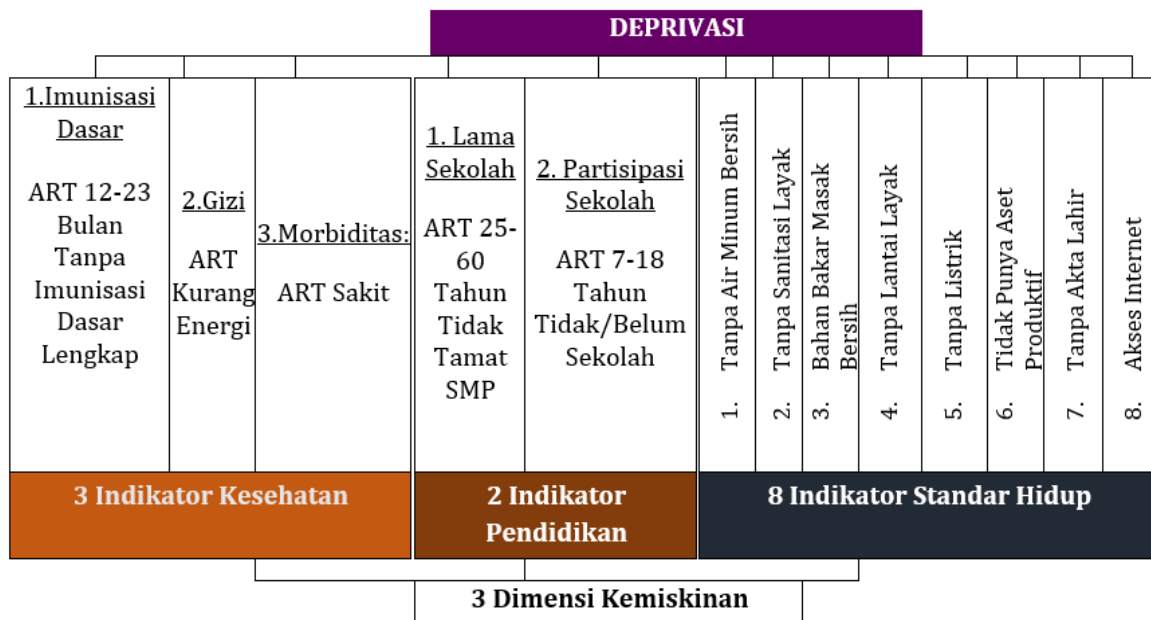 DEPRIVASI
1.Imunisasi
Dasar
ART 12-23
Bulan
Tanpa
Imunisasi
Dasar
Lengkap
2.Gizi
ART
Kurang
Energi
3.Morbiditas:
ART Sakit
1. Lama
Sekolah
ART 25-
60
Tahun
Tidak
Tamat
SMP
2. Partisipasi
Sekolah
ART 7-18
Tahun
Tidak/Belum
Sekolah
1. Tanpa Air Minum Bersih
2. Tanpa Sanitasi Layak
3. Bahan Bakar Masak
Bersih
4. Tanpa Lantai Layak
5. Tanpa Listrik
6. Tidak Punya Aset
Produktif
7. Tanpa Akta Lahir
8. Akses Internet
3 Indikator Kesehatan
2 Indikator
Pendidikan
8 Indikator Standar Hidup
3 Dimensi Kemiskinan